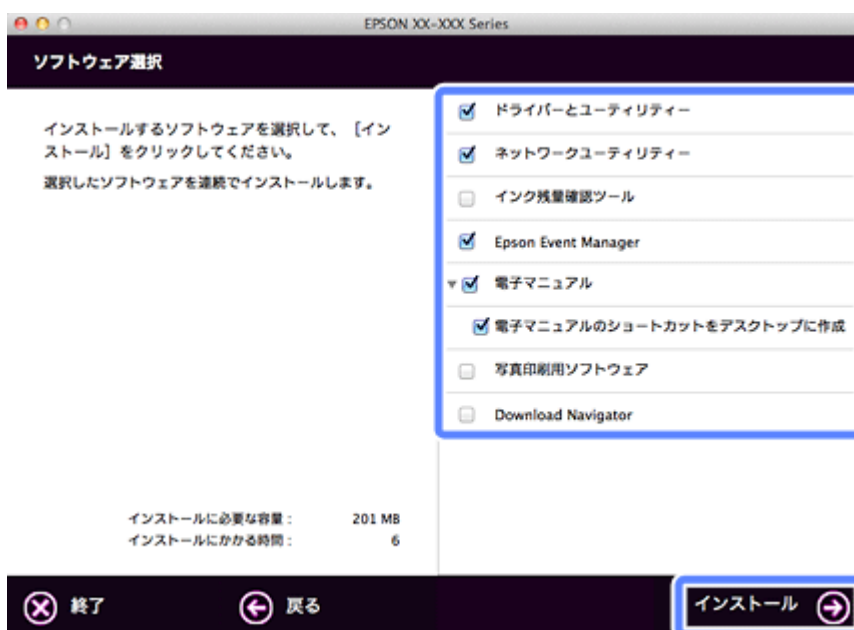 EPSON XX-XXX Series
ソフトウェア選択
インストールするソフトウェアを選択して、［イン
ストール］をクリックしてください。
選択したソフトウェアを連続でインストールします。
ドライバーとユーティリティー
ネットワークユーティリティー
インク残量確認ツール
Epson Event Manager
電子マニュアル
電子マニュアルのショートカットをデスクトップに作成
写真印刷用ソフトウェア
Download Navigator
インストールに必要な容量： 201 MB
インストールにかかる時間： 6
終了 戻る インストール